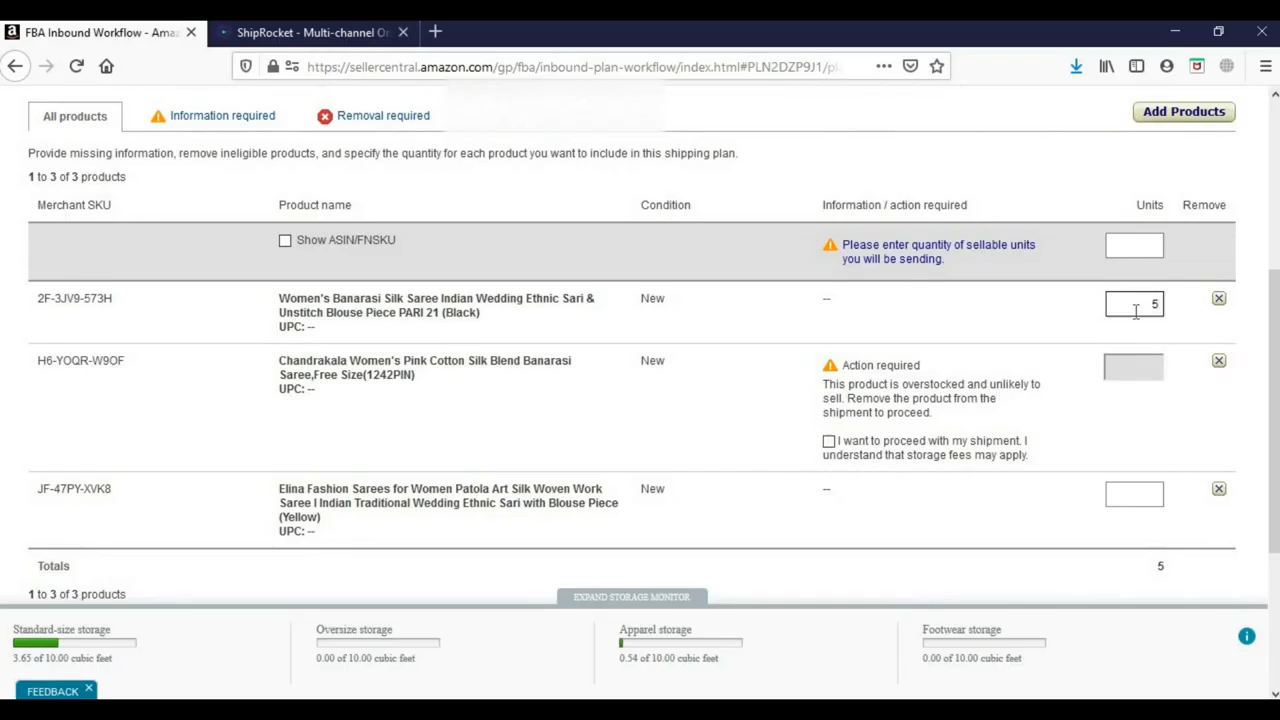 FBA Inbound Workflow - Amaz
ShipRocket - Multi-channel O
https://sellercentral.amazon.com/gp/fba/inbound-plan-workflow/index.html#PLN2DZP9J1/pl
All products
Information required
Removal required
Add Products
Provide missing information, remove ineligible products, and specify the quantity for each product you want to include in this shipping plan.
1 to 3 of 3 products
Merchant SKU Product name Condition Information / action required Units Remove
Show ASIN/FNSKU
Please enter quantity of sellable units
you will be sending.
2F-3JV9-573H
Women's Banarasi Silk Saree Indian Wedding Ethnic Sari &
Unstitch Blouse Piece PARI 21 (Black)
UPC: --
New
--
5
H6-YOQR-W9OF
Chandrakala Women's Pink Cotton Silk Blend Banarasi
Saree,Free Size(1242PIN)
UPC: --
New
Action required
This product is overstocked and unlikely to
sell. Remove the product from the
shipment to proceed.
I want to proceed with my shipment. I
understand that storage fees may apply.
JF-47PY-XVK8
Elina Fashion Sarees for Women Patola Art Silk Woven Work
Saree I Indian Traditional Wedding Ethnic Sari with Blouse Piece
(Yellow)
UPC: --
New
--
Totals 5
1 to 3 of 3 products
EXPAND STORAGE MONITOR
Standard-size storage
3.65 of 10.00 cubic feet
Oversize storage
0.00 of 10.00 cubic feet
Apparel storage
0.54 of 10.00 cubic feet
Footwear storage
0.00 of 10.00 cubic feet
FEEDBACK